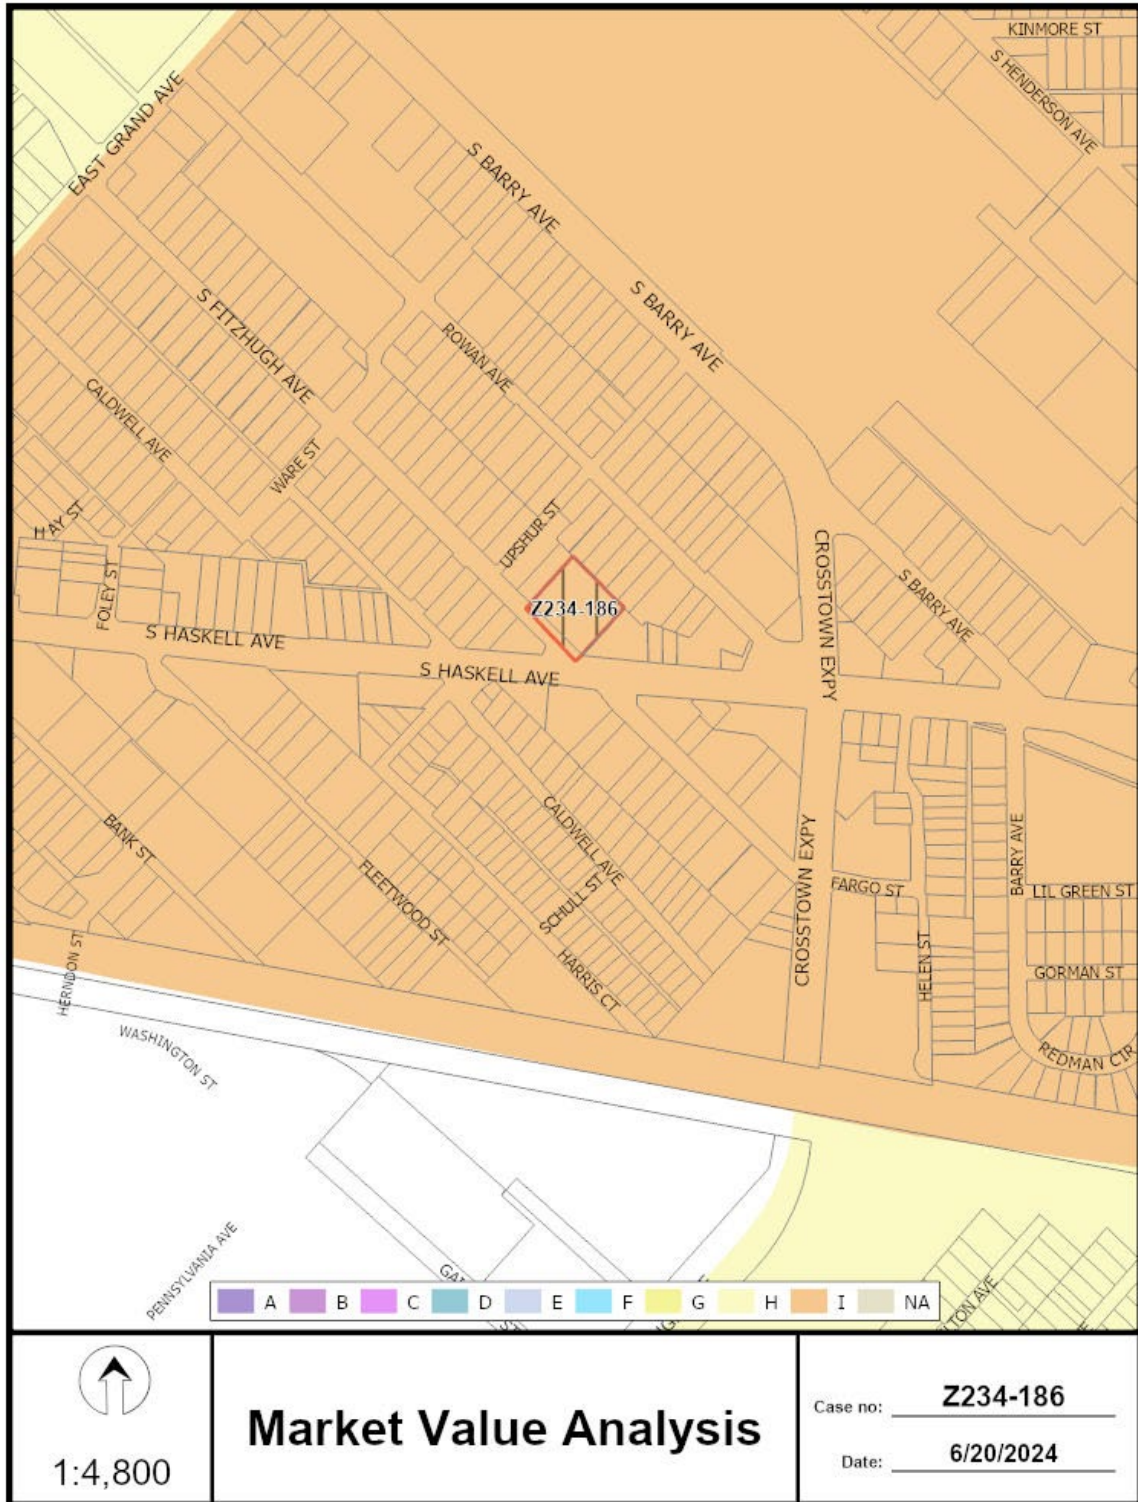 KINMORE ST
S HENDERSON AVE
EAST GRAND AVE
S BARRY AVE
S BARRY AVE
S FITZHUGH AVE
ROWAN AVE
CALDWELL AVE
WARE ST
UPSHUR ST
HAY ST
CROSSTOWN EXPY
S BARRY AVE
FOLEY ST
Z234-186
S HASKELL AVE
S HASKELL AVE
CALDWELL AVE
BANK ST
CROSSTOWN EXPY
BARRY AVE
FLEETWOOD ST
SCHULL ST
FARGO ST
LIL GREEN ST
HERNDON ST
HARRIS CT
HELEN ST
GORMAN ST
REDMAN CIR
WASHINGTON ST
PENNSYLVANIA AVE
A B C D E F G H I NA
1:4,800
Market Value Analysis
Case no: Z234-186
Date: 6/20/2024